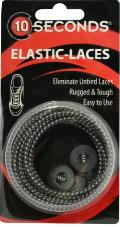 10 SECONDS®
ELASTIC-LACES
Eliminate Untied Laces
Rugged & Tough
Easy to Use